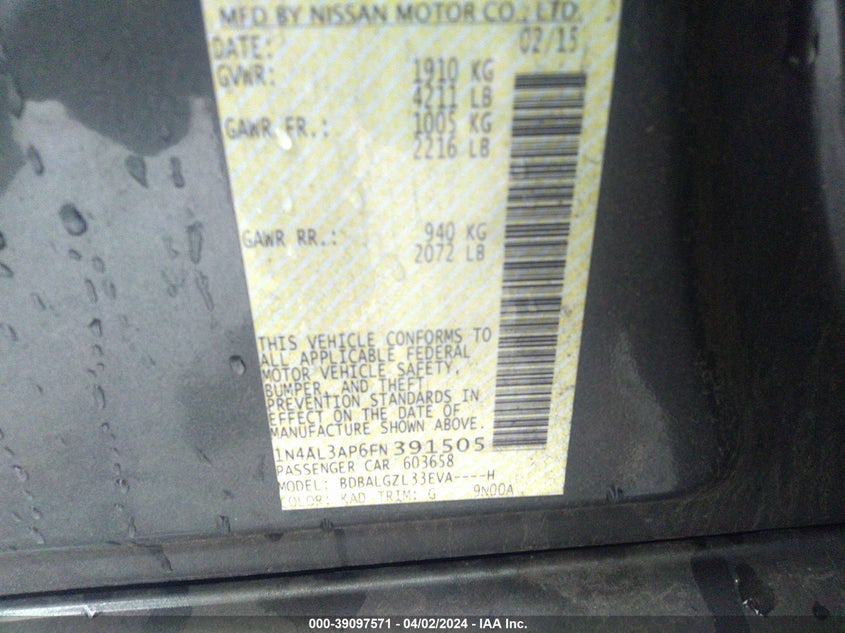 MFD BY NISSAN MOTOR CO., LTD.
DATE: 02/15
GVWR: 1910 KG
4211 LB
GAWR FR.: 1005 KG
2216 LB
GAWR RR.: 940 KG
2072 LB
THIS VEHICLE CONFORMS TO
ALL APPLICABLE FEDERAL
MOTOR VEHICLE SAFETY,
BUMPER, AND THEFT
PREVENTION STANDARDS IN
EFFECT ON THE DATE OF
MANUFACTURE SHOWN ABOVE.
1N4AL3AP6FN391505
PASSENGER CAR 603658
MODEL: BDBALGZL33EVA----H
COLOR: KAD TRIM: G 9N00A
000-39097571 - 04/02/2024 - IAA Inc.